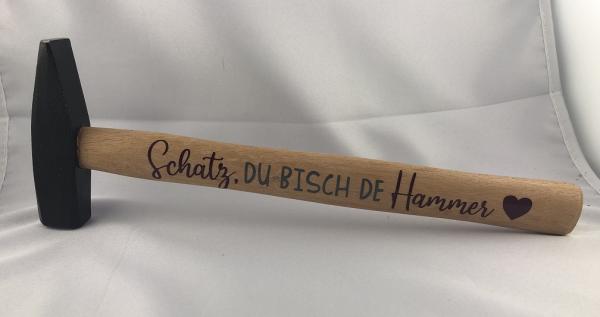 Schatz, DU BISCH DE Hammer